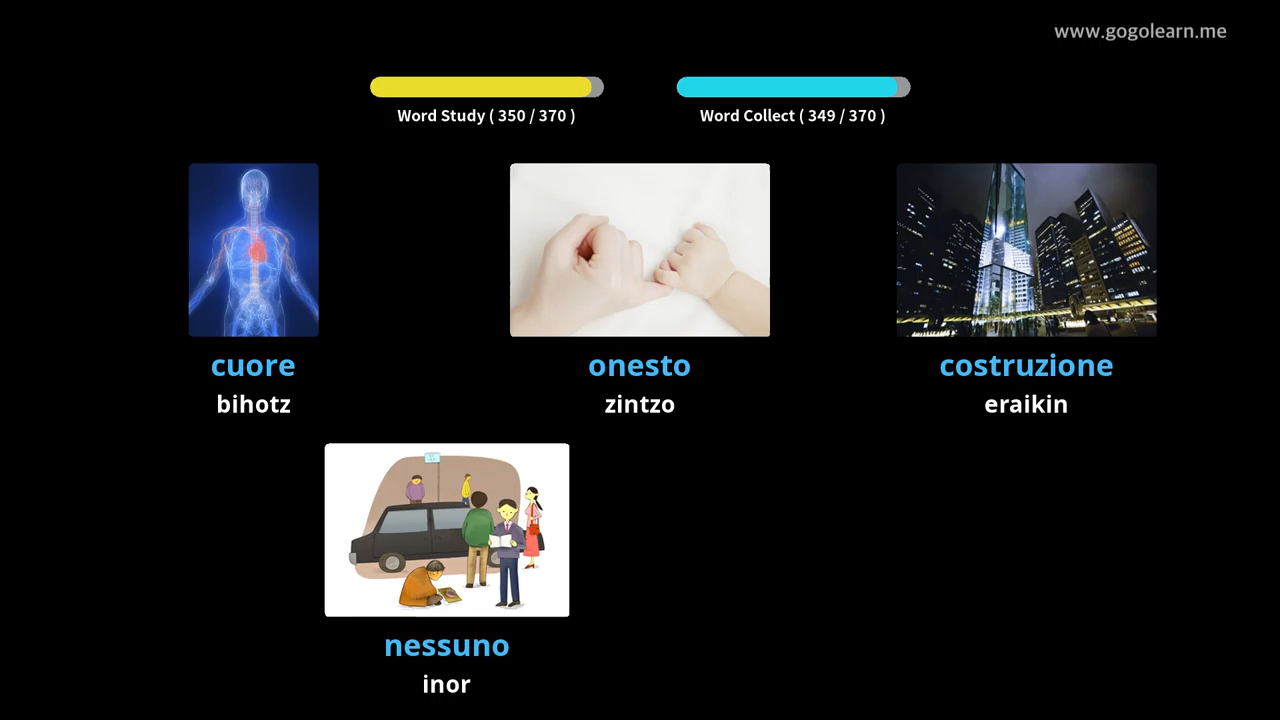 www.gogolearn.me
Word Study ( 350 / 370 )
Word Collect ( 349 / 370 )
cuore
bihotz
onesto
zintzo
costruzione
eraikin
nessuno
inor